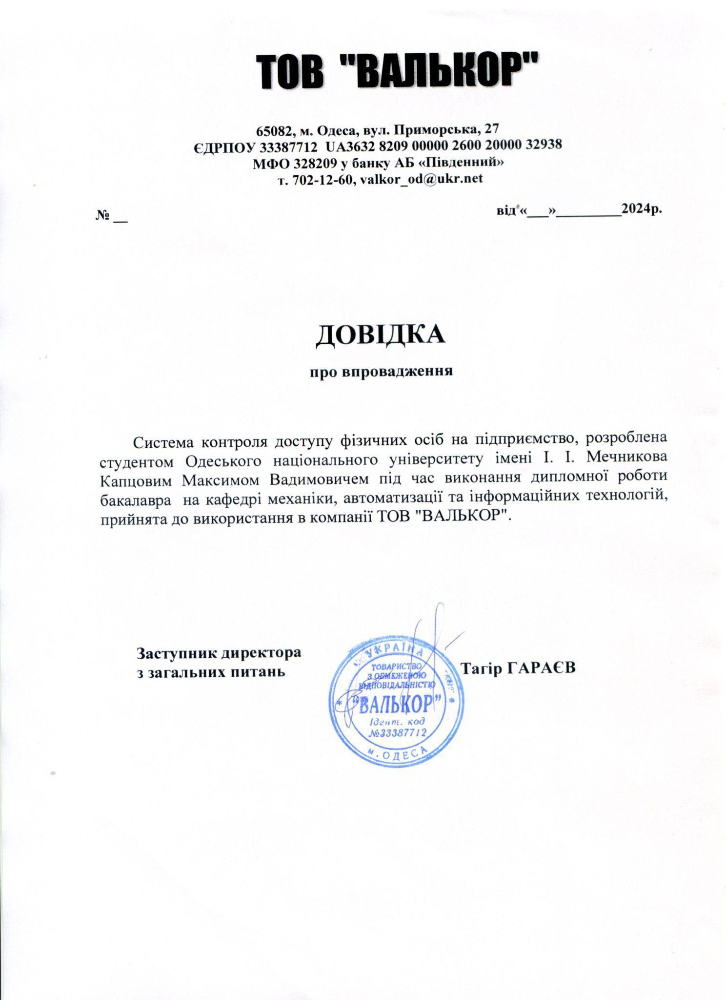 ТОВ "ВАЛЬКОР"
65082, м. Одеса, вул. Приморська, 27
ЄДРПОУ 33387712 UA3632 8209 00000 2600 20000 32938
МФО 328209 у банку АБ «Південний»
т. 702-12-60, valkor_od@ukr.net
№ __
від «___»_________2024р.
ДОВІДКА
про впровадження
Система контроля доступу фізичних осіб на підприємство, розроблена
студентом Одеського національного університету імені І. І. Мечникова
Капцовим Максимом Вадимовичем під час виконання дипломної роботи
бакалавра на кафедрі механіки, автоматизації та інформаційних технологій,
прийнята до використання в компанії ТОВ "ВАЛЬКОР".
Заступник директора
з загальних питань
Тагір ГАРАЄВ
УКРАЇНА
ТОВАРИСТВО
З ОБМЕЖЕНОЮ
ВІДПОВІДАЛЬНІСТЮ
"ВАЛЬКОР"
Ідент. код
№33387712
м. ОДЕСА